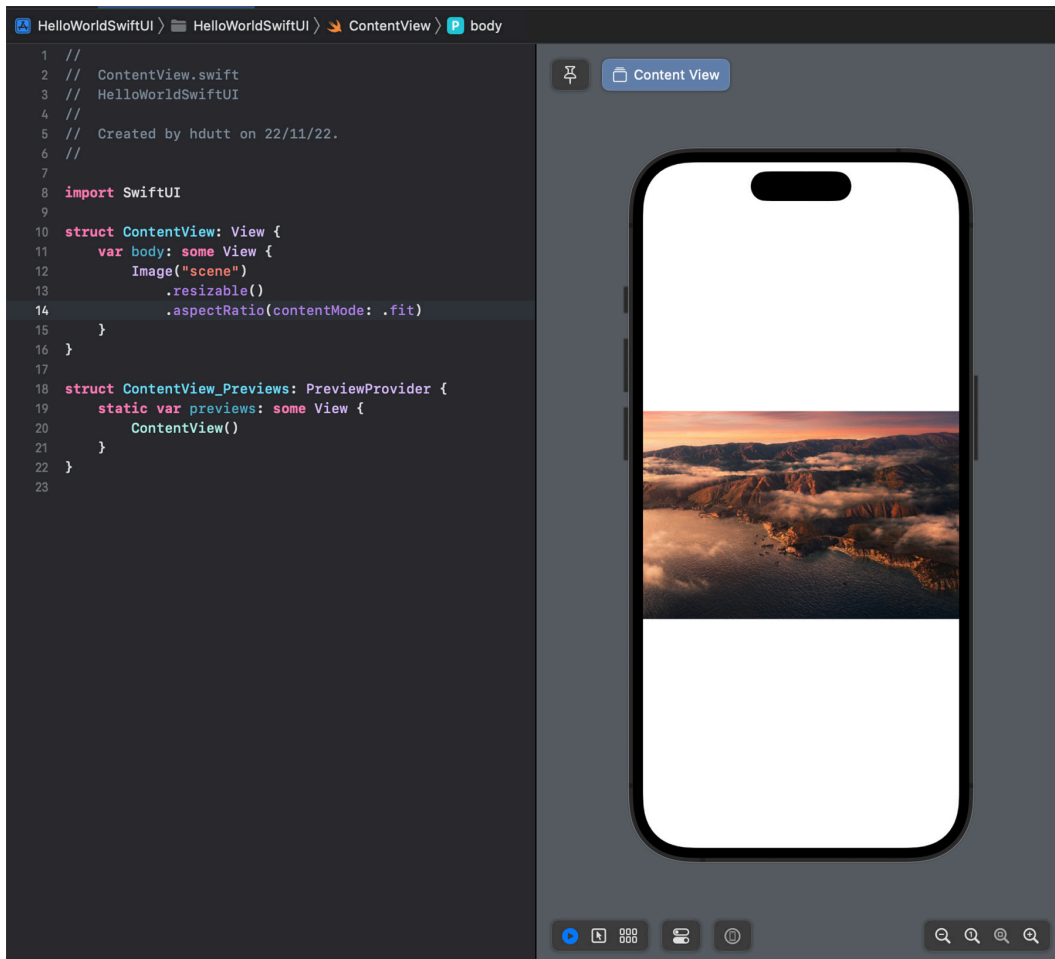 HelloWorldSwiftUI 〉 HelloWorldSwiftUI 〉 ContentView 〉 P body
1 //
2 //  ContentView.swift
3 //  HelloWorldSwiftUI
4 //
5 //  Created by hdutt on 22/11/22.
6 //
7
8 import SwiftUI
9
10 struct ContentView: View {
11     var body: some View {
12         Image("scene")
13             .resizable()
14             .aspectRatio(contentMode: .fit)
15     }
16 }
17
18 struct ContentView_Previews: PreviewProvider {
19     static var previews: some View {
20         ContentView()
21     }
22 }
23
Content View